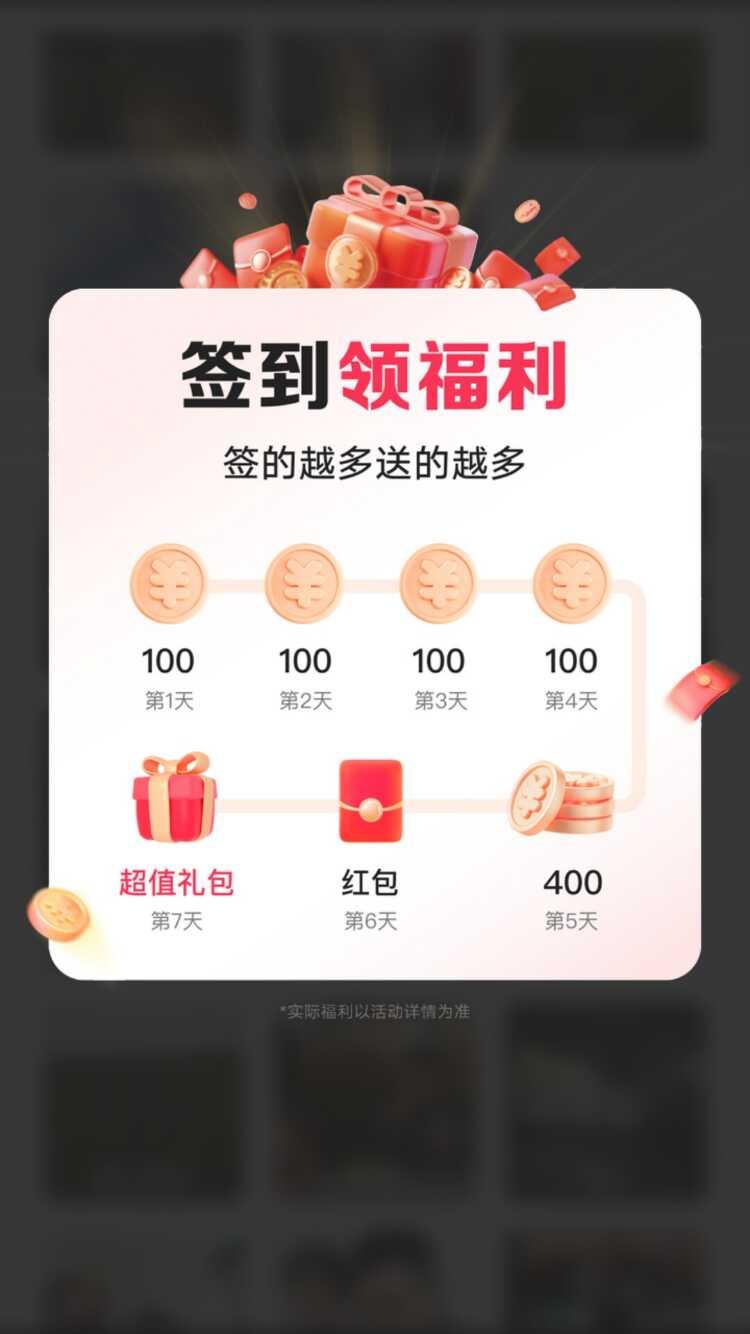 签到领福利
签的越多送的越多
100 100 100 100
第1天 第2天 第3天 第4天
超值礼包 红包 400
第7天 第6天 第5天
*实际福利以活动详情为准